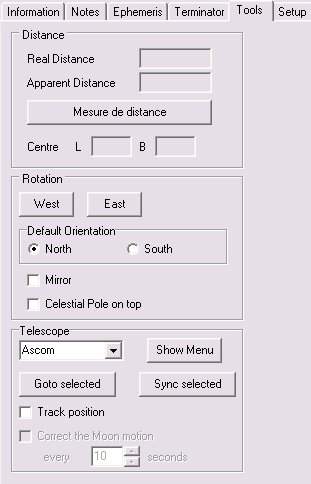 Information Notes Ephemeris Terminator Tools Setup
Distance
Real Distance
Apparent Distance
Mesure de distance
Centre L B
Rotation
West East
Default Orientation
North South
Mirror
Celestial Pole on top
Telescope
Ascom Show Menu
Goto selected Sync selected
Track position
Correct the Moon motion
every 10 seconds